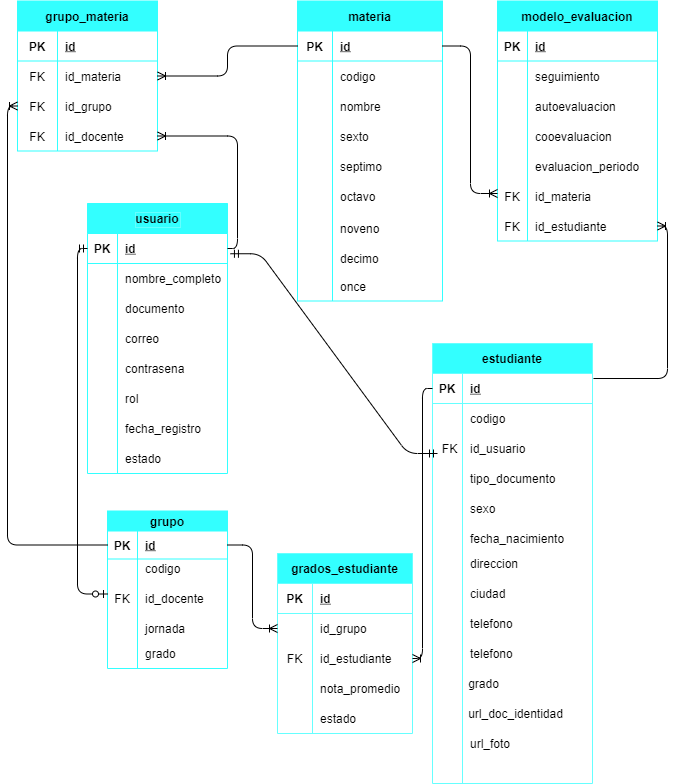 grupo_materia
PK id
FK id_materia
FK id_grupo
FK id_docente
materia
PK id
codigo
nombre
sexto
septimo
octavo
noveno
decimo
once
modelo_evaluacion
PK id
seguimiento
autoevaluacion
cooevaluacion
evaluacion_periodo
FK id_materia
FK id_estudiante
usuario
PK id
nombre_completo
documento
correo
contrasena
rol
fecha_registro
estado
estudiante
PK id
codigo
FK id_usuario
tipo_documento
sexo
fecha_nacimiento
direccion
ciudad
telefono
telefono
grado
url_doc_identidad
url_foto
grupo
PK id
codigo
FK id_docente
jornada
grado
grados_estudiante
PK id
id_grupo
FK id_estudiante
nota_promedio
estado